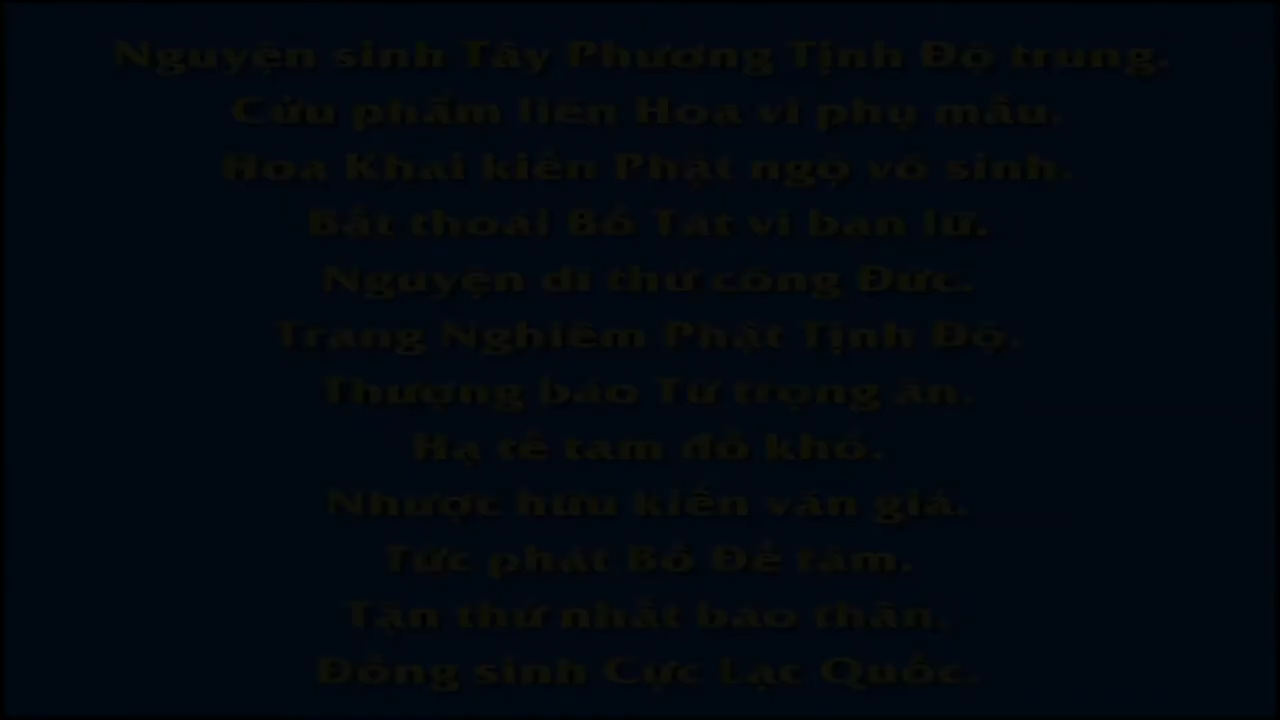 Nguyện sinh Tây Phương Tịnh Độ trung.
Cửu phẩm liên Hoa vi phụ mẫu.
Hoa Khai kiến Phật ngộ vô sinh.
Bất thoái Bồ Tát vi bạn lữ.
Nguyện dĩ thử công Đức.
Trang Nghiêm Phật Tịnh Độ.
Thượng báo Tứ trọng ân.
Hạ tế tam đồ khổ.
Nhược hữu kiến văn giả.
Tức phát Bồ Đề tâm.
Tận thử nhất báo thân.
Đồng sinh Cực Lạc Quốc.